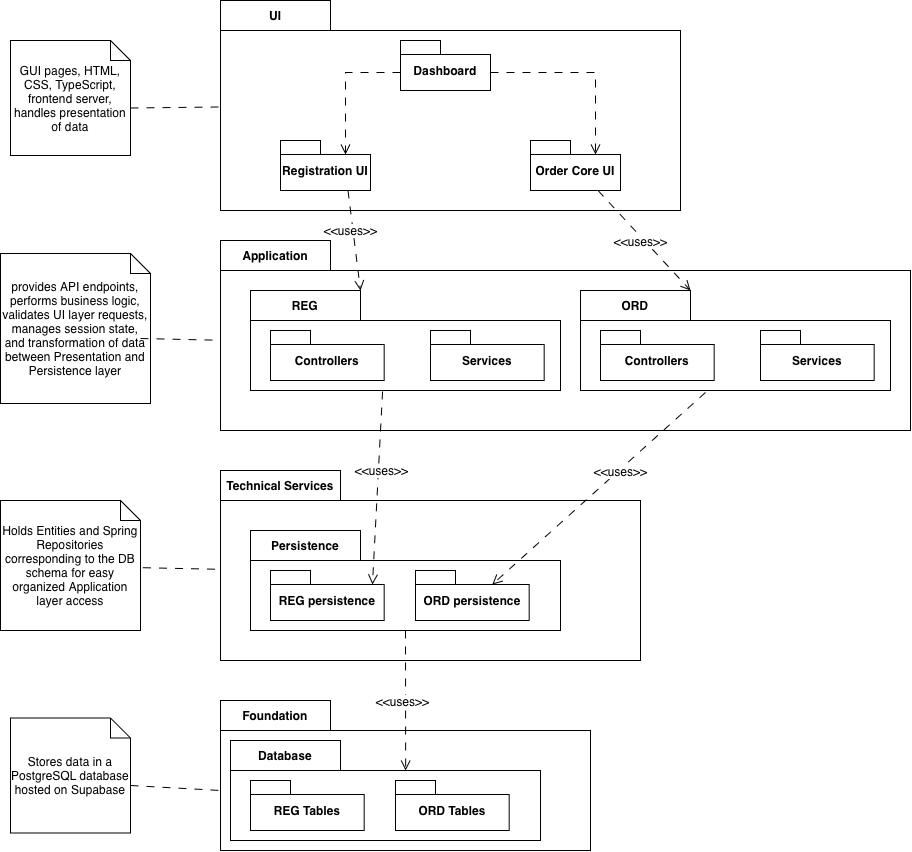 UI
GUI pages, HTML,
CSS, TypeScript,
frontend server,
handles presentation
of data
Dashboard
Registration UI
Order Core UI
<<uses>>
<<uses>>
Application
provides API endpoints,
performs business logic,
validates UI layer requests,
manages session state,
and transformation of data
between Presentation and
Persistence layer
REG
ORD
Controllers
Services
Controllers
Services
<<uses>>
<<uses>>
Technical Services
Holds Entities and Spring
Repositories
corresponding to the DB
schema for easy
organized Application
layer access
Persistence
REG persistence
ORD persistence
<<uses>>
Foundation
Stores data in a
PostgreSQL database
hosted on Supabase
Database
REG Tables
ORD Tables